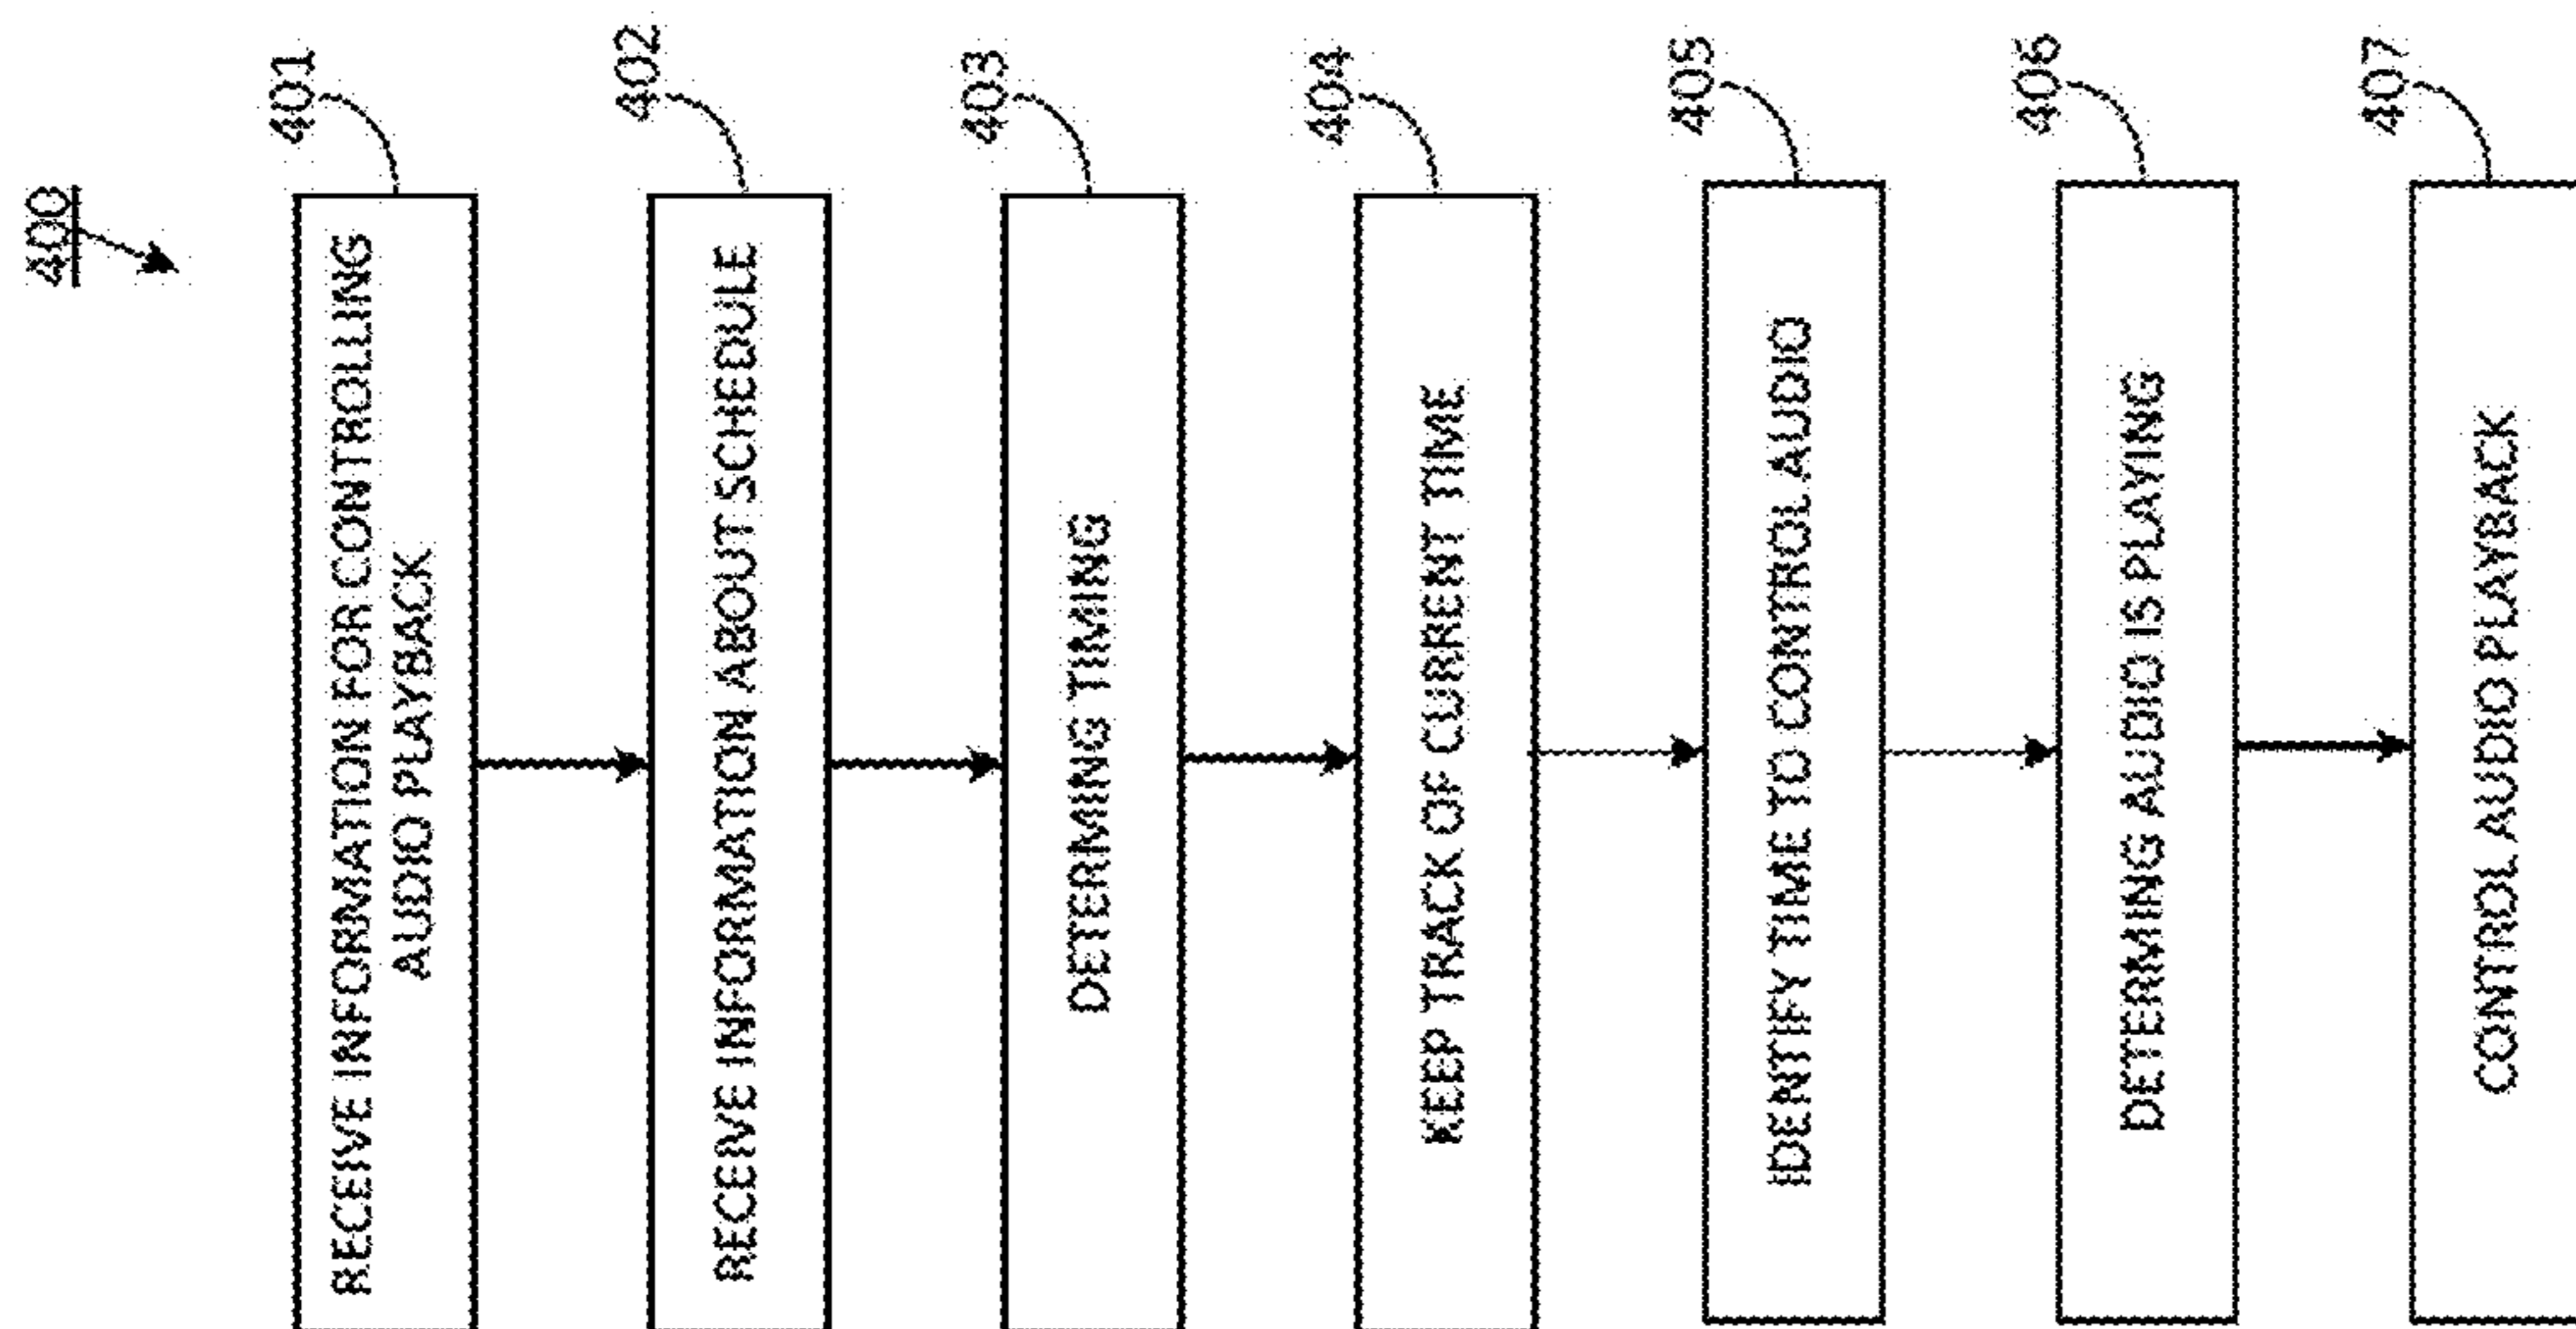 400
401
RECEIVE INFORMATION FOR CONTROLLING
AUDIO PLAYBACK
402
RECEIVE INFORMATION ABOUT SCHEDULE
403
DETERMING TIMING
404
KEEP TRACK OF CURRENT TIME
405
IDENTIFY TIME TO CONTROL AUDIO
406
DETERMING AUDIO IS PLAYING
407
CONTROL AUDIO PLAYBACK